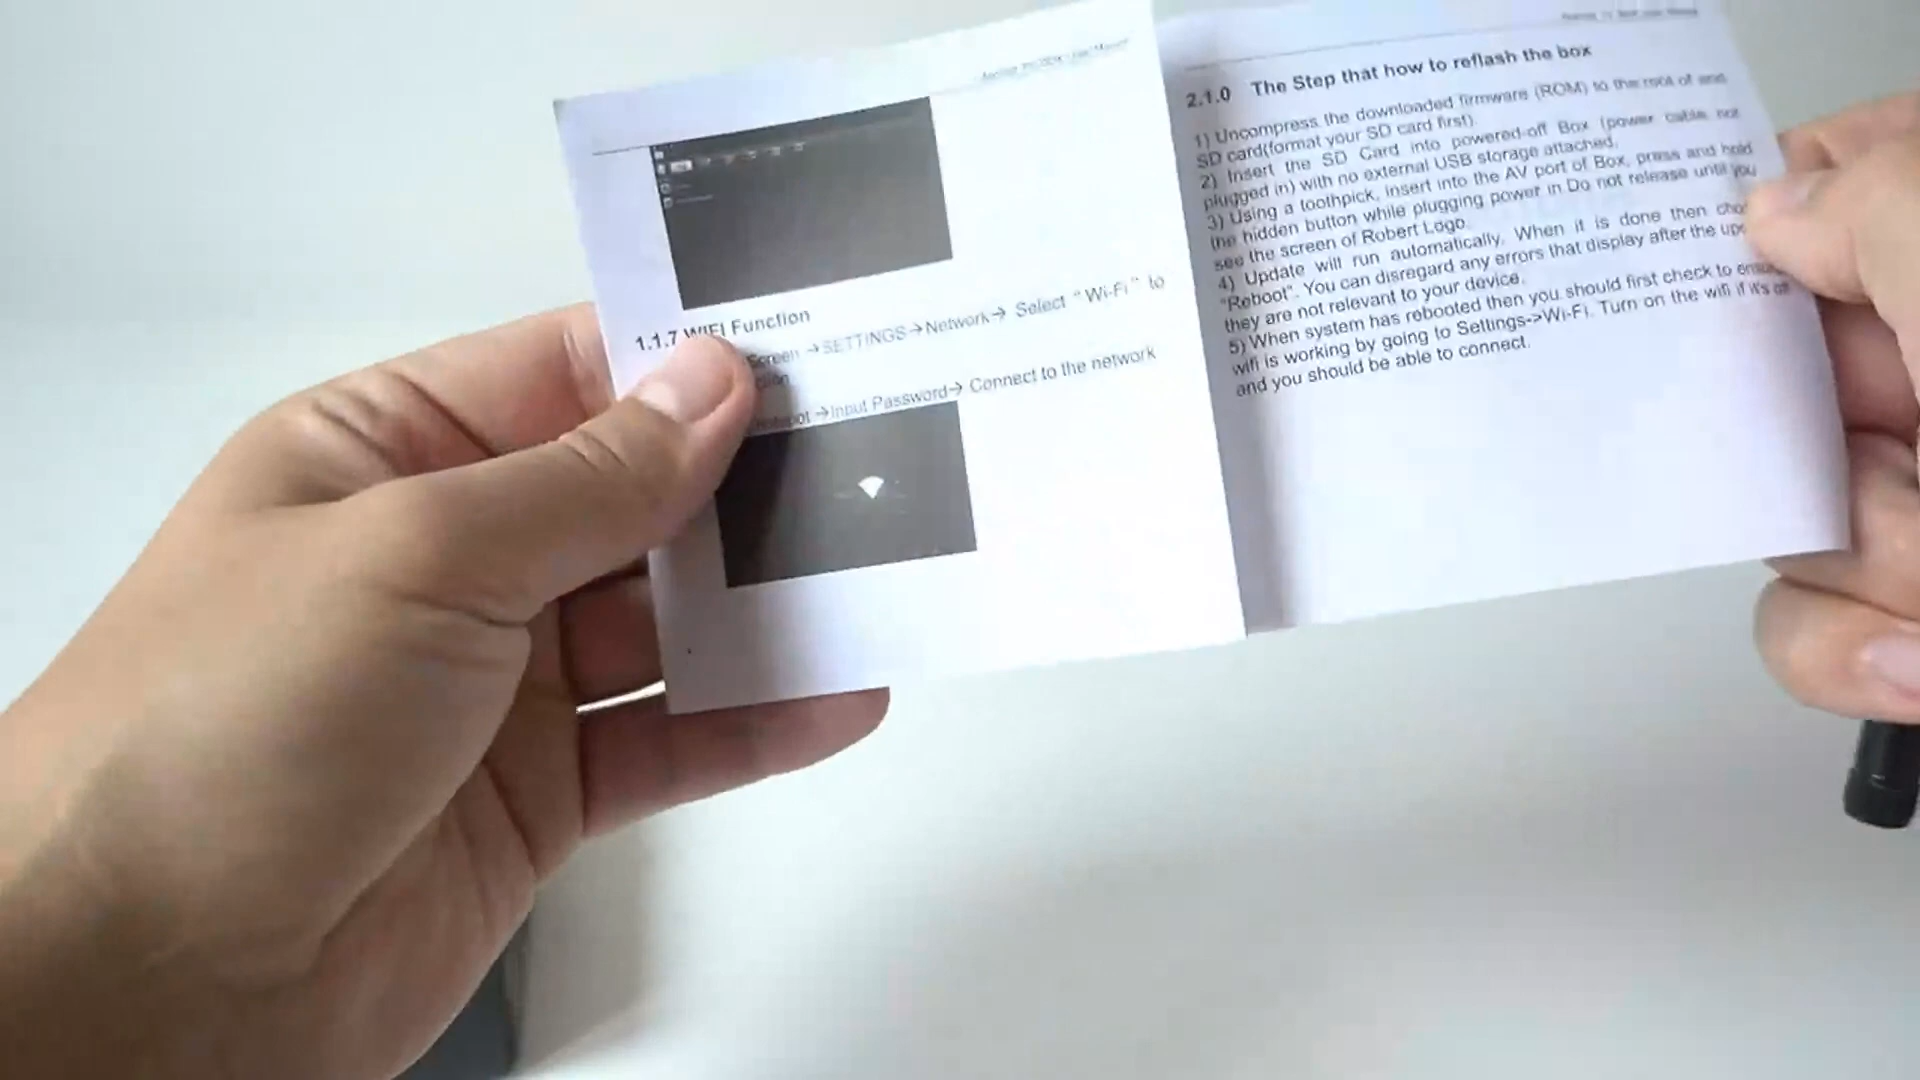 1.1.7 WIFI Function
Screen →SETTINGS→Network→ Select "Wi-Fi" to
→Input Password→ Connect to the network
2.1.0 The Step that how to reflash the box
1) Uncompress the downloaded firmware (ROM) to the root of and
SD card(format your SD card first).
2) Insert the SD Card into powered-off Box (power cable not
plugged in) with no external USB storage attached.
3) Using a toothpick, insert into the AV port of Box, press and hold
the hidden button while plugging power in.Do not release until you
see the screen of Robert Logo.
4) Update will run automatically. When it is done then
"Reboot". You can disregard any errors that display after the
they are not relevant to your device.
5) When system has rebooted then you should first check to
wifi is working by going to Settings->Wi-Fi. Turn on the wifi if it's
and you should be able to connect.